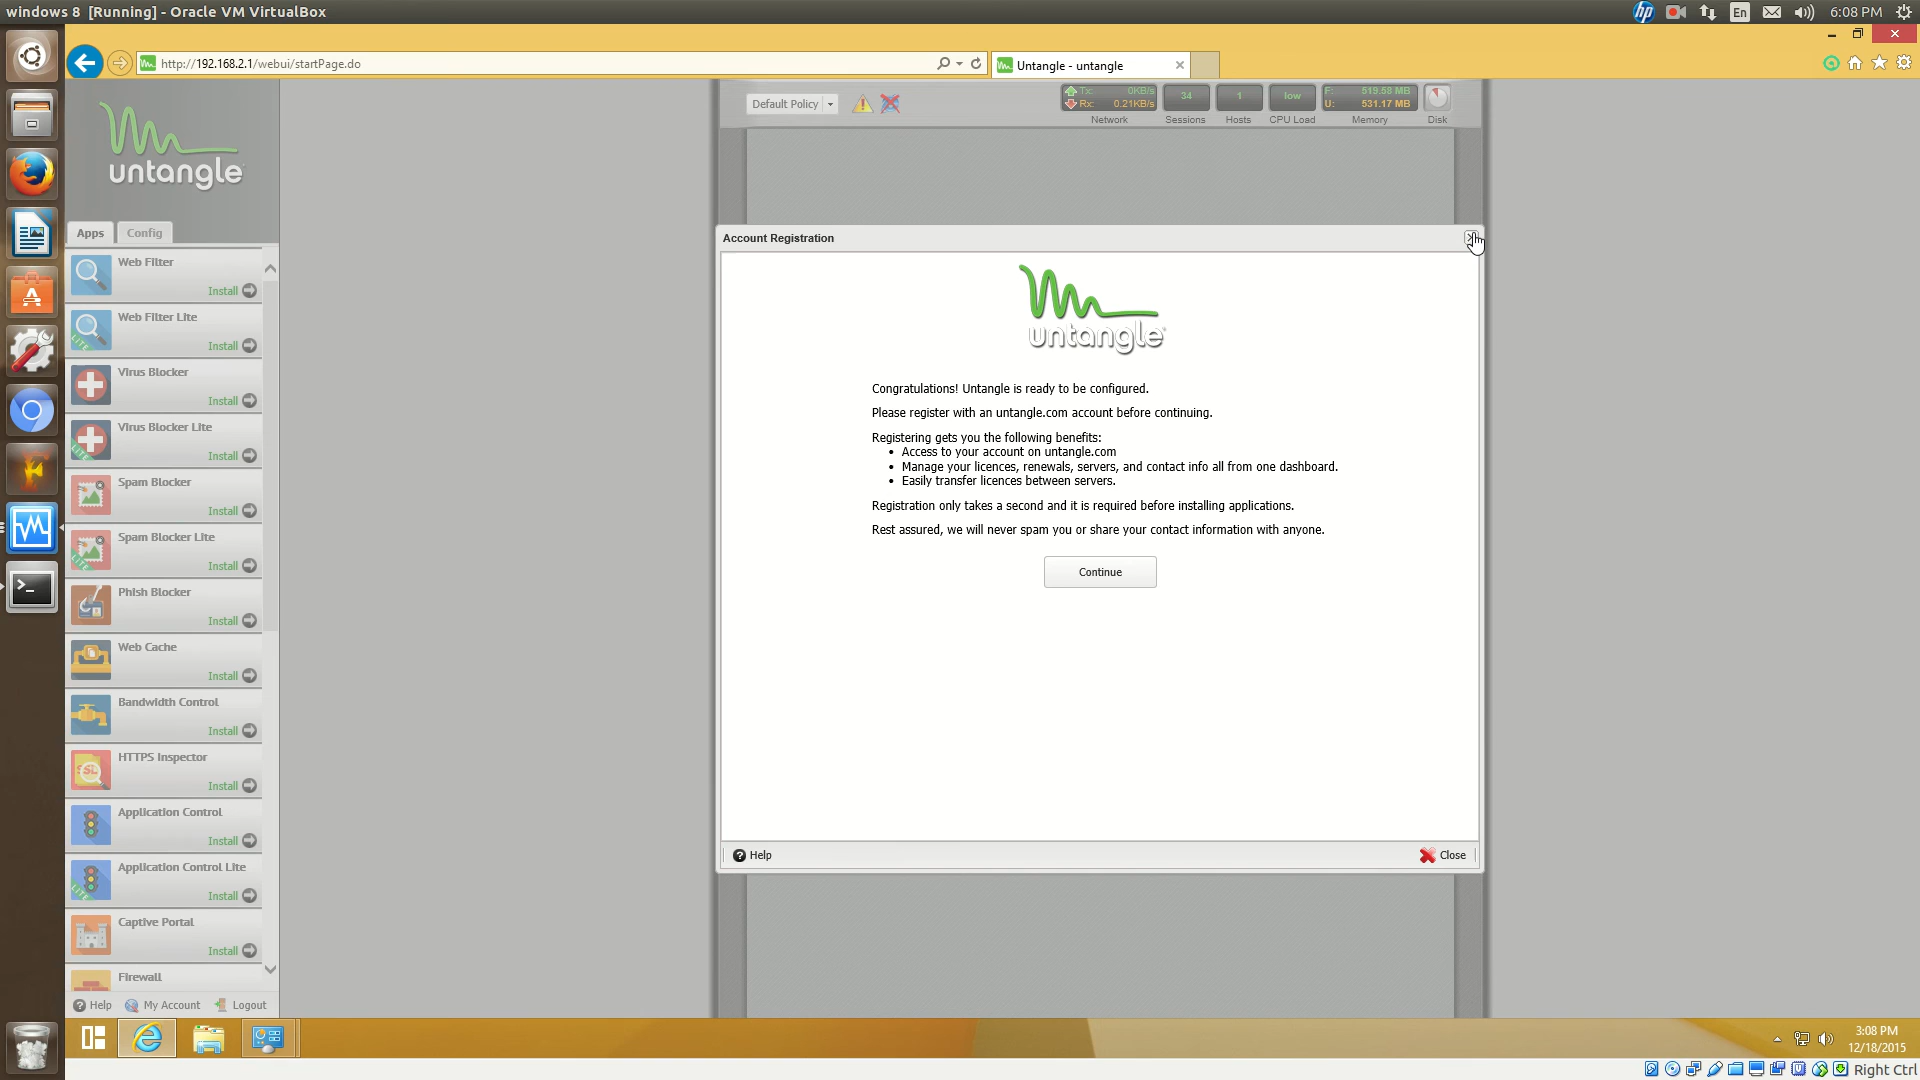 windows 8 [Running] - Oracle VM VirtualBox
En
6:08 PM
http://192.168.2.1/webui/startPage.do
Untangle - untangle
Default Policy
Tx: 0KB/s
Rx: 0.21KB/s
Network
34
Sessions
1
Hosts
low
CPU Load
F: 519.58 MB
U: 531.17 MB
Memory
Disk
untangle
Apps
Config
Web Filter
Install
Web Filter Lite
Install
Virus Blocker
Install
Virus Blocker Lite
Install
Spam Blocker
Install
Spam Blocker Lite
Install
Phish Blocker
Install
Web Cache
Install
Bandwidth Control
Install
HTTPS Inspector
Install
Application Control
Install
Application Control Lite
Install
Captive Portal
Install
Firewall
Help
My Account
Logout
Account Registration
untangle
Congratulations! Untangle is ready to be configured.
Please register with an untangle.com account before continuing.
Registering gets you the following benefits:
• Access to your account on untangle.com
• Manage your licences, renewals, servers, and contact info all from one dashboard.
• Easily transfer licences between servers.
Registration only takes a second and it is required before installing applications.
Rest assured, we will never spam you or share your contact information with anyone.
Continue
Help
Close
3:08 PM
12/18/2015
Right Ctrl